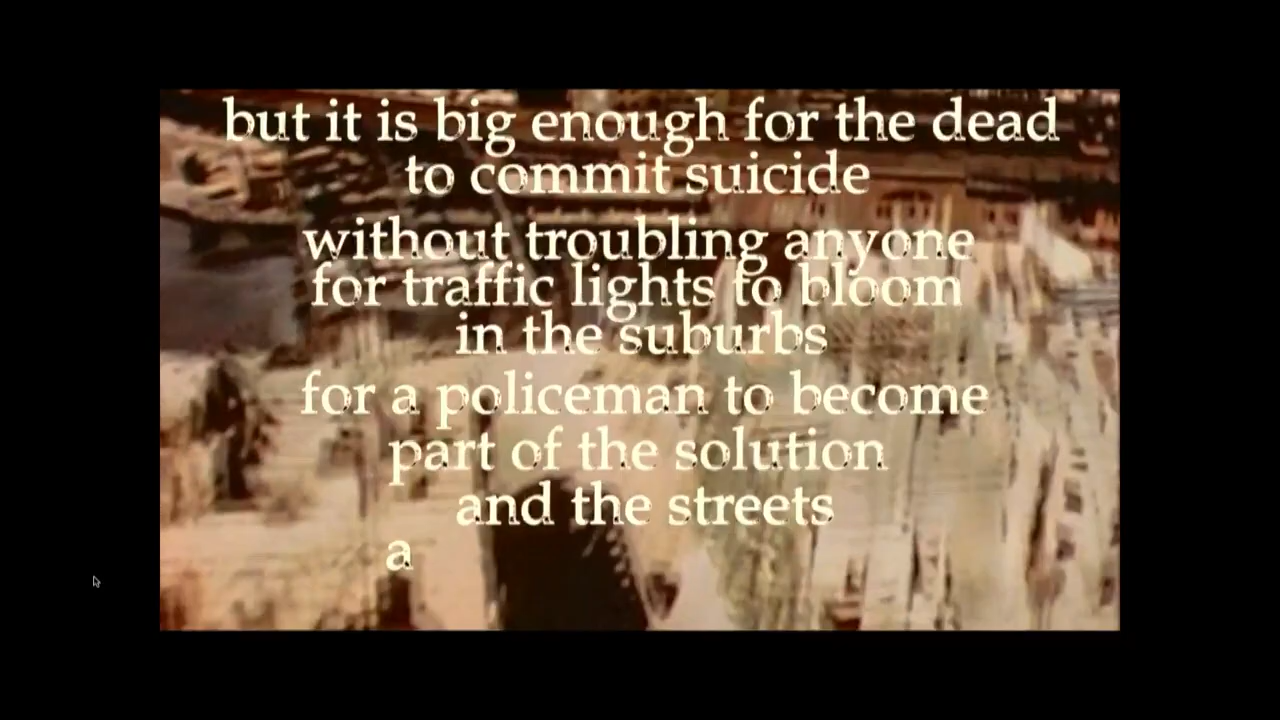 but it is big enough for the dead
to commit suicide
without troubling anyone
for traffic lights to bloom
in the suburbs
for a policeman to become
part of the solution
and the streets
a